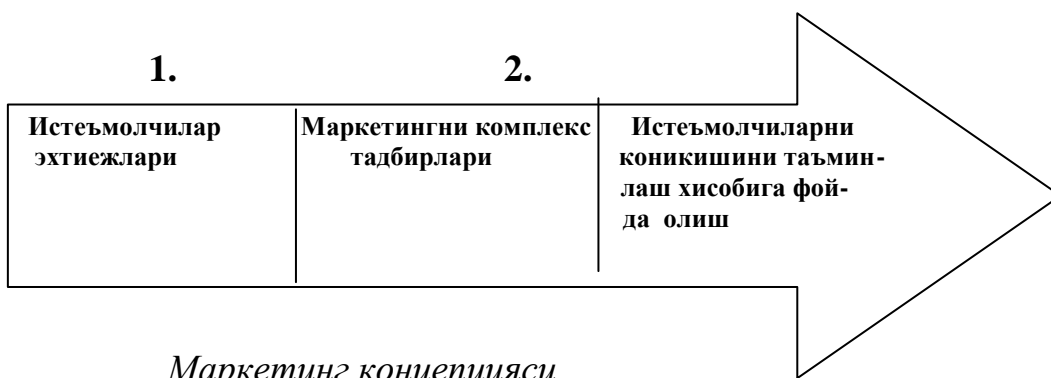 1. 2.
Истеъмолчилар
эхтиежлари
Маркетингни комплекс
тадбирлари
Истеъмолчиларни
коникишини таъмин-
лаш хисобига фой-
да олиш
Маркетинг концепцияси